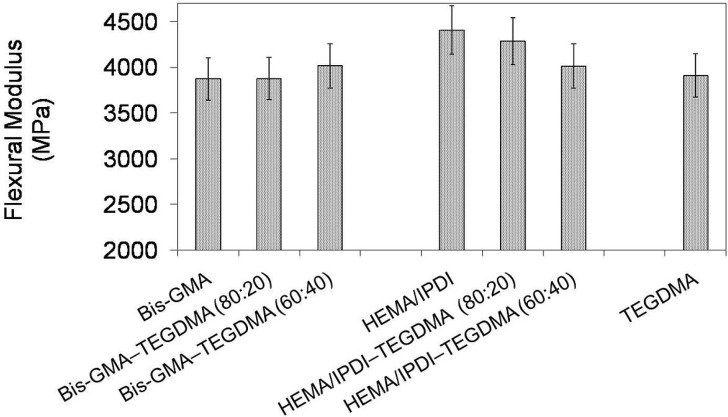 Flexural Modulus
(MPa)
4500
4000
3500
3000
2500
2000
Bis-GMA
Bis-GMA–TEGDMA (80:20)
Bis-GMA–TEGDMA (60:40)
HEMA/IPDI
HEMA/IPDI–TEGDMA (80:20)
HEMA/IPDI–TEGDMA (60:40)
TEGDMA